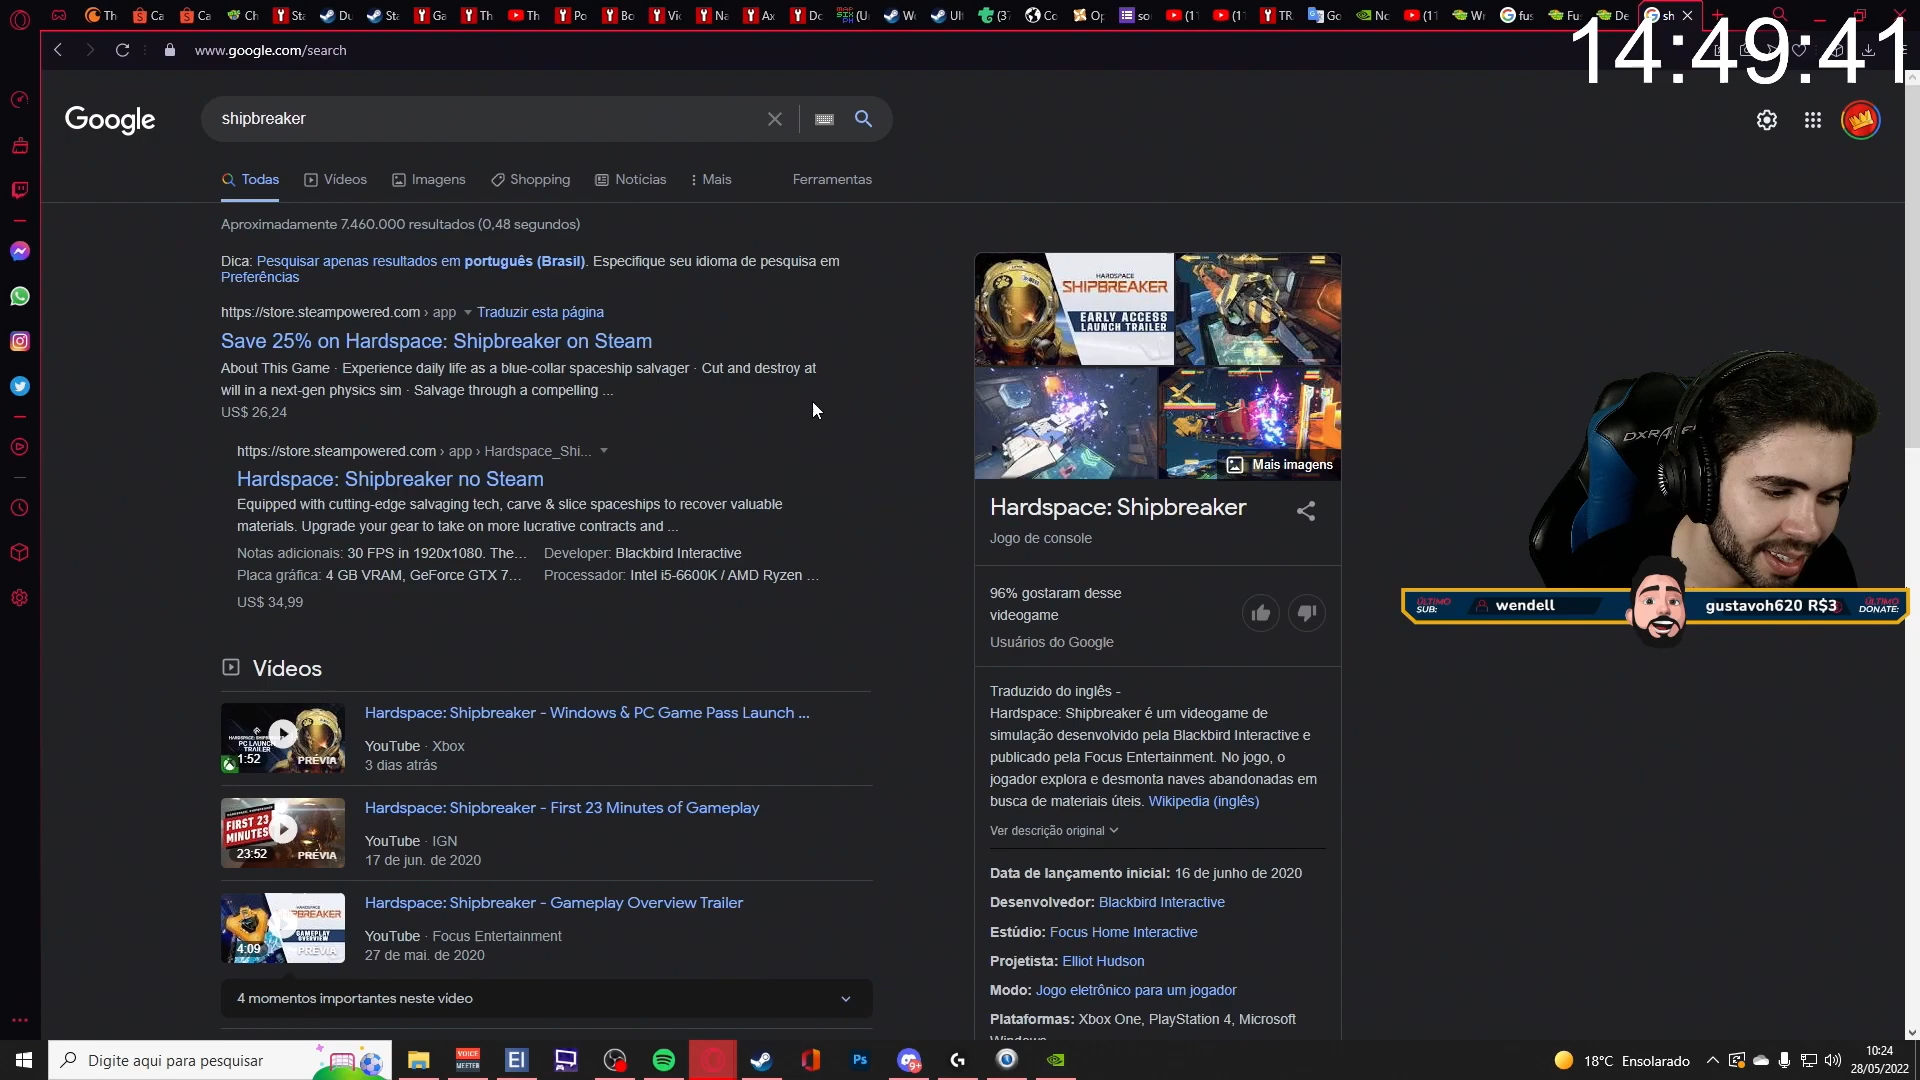 14:49:41
www.google.com/search
Google
shipbreaker
Todas
Vídeos
Imagens
Shopping
Notícias
Mais
Ferramentas
Aproximadamente 7.460.000 resultados (0,48 segundos)
Dica: Pesquisar apenas resultados em português (Brasil). Especifique seu idioma de pesquisa em
Preferências
https://store.steampowered.com › app
Traduzir esta página
Save 25% on Hardspace: Shipbreaker on Steam
About This Game · Experience daily life as a blue-collar spaceship salvager · Cut and destroy at
will in a next-gen physics sim · Salvage through a compelling ...
US$ 26,24
https://store.steampowered.com › app › Hardspace_Shi...
Hardspace: Shipbreaker no Steam
Equipped with cutting-edge salvaging tech, carve & slice spaceships to recover valuable
materials. Upgrade your gear to take on more lucrative contracts and ...
Notas adicionais: 30 FPS in 1920x1080. The...
Developer: Blackbird Interactive
Placa gráfica: 4 GB VRAM, GeForce GTX 7...
Processador: Intel i5-6600K / AMD Ryzen ...
US$ 34,99
Vídeos
1:52
PRÉVIA
Hardspace: Shipbreaker - Windows & PC Game Pass Launch ...
YouTube · Xbox
3 dias atrás
FIRST 23
MINUTES
23:52
PRÉVIA
Hardspace: Shipbreaker - First 23 Minutes of Gameplay
YouTube · IGN
17 de jun. de 2020
4:09
PRÉVIA
Hardspace: Shipbreaker - Gameplay Overview Trailer
YouTube · Focus Entertainment
27 de mai. de 2020
4 momentos importantes neste vídeo
HARDSPACE
SHIPBREAKER
EARLY ACCESS
LAUNCH TRAILER
Mais imagens
Hardspace: Shipbreaker
Jogo de console
96% gostaram desse
videogame
Usuários do Google
Traduzido do inglês -
Hardspace: Shipbreaker é um videogame de
simulação desenvolvido pela Blackbird Interactive e
publicado pela Focus Entertainment. No jogo, o
jogador explora e desmonta naves abandonadas em
busca de materiais úteis. Wikipedia (inglês)
Ver descrição original
Data de lançamento inicial: 16 de junho de 2020
Desenvolvedor: Blackbird Interactive
Estúdio: Focus Home Interactive
Projetista: Elliot Hudson
Modo: Jogo eletrônico para um jogador
Plataformas: Xbox One, PlayStation 4, Microsoft
ÚLTIMO
SUB:
wendell
gustavoh620 R$3
ÚLTIMO
DONATE:
Digite aqui para pesquisar
18°C Ensolarado
10:24
28/05/2022